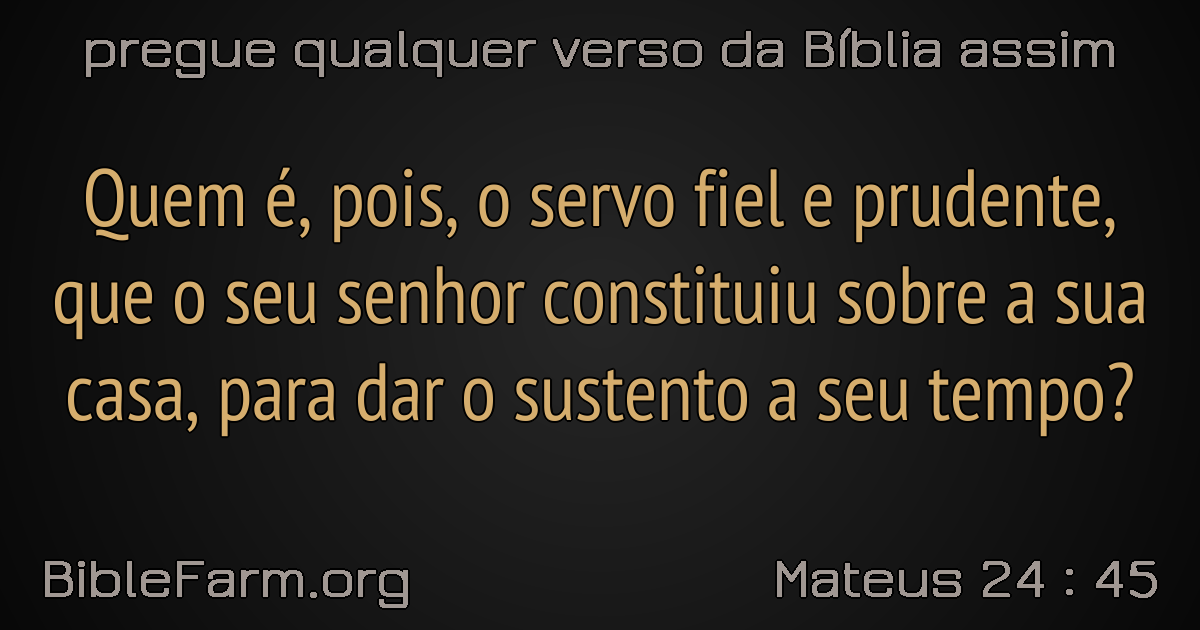 pregue qualquer verso da Bíblia assim
Quem é, pois, o servo fiel e prudente,
que o seu senhor constituiu sobre a sua
casa, para dar o sustento a seu tempo?
BibleFarm.org
Mateus 24 : 45